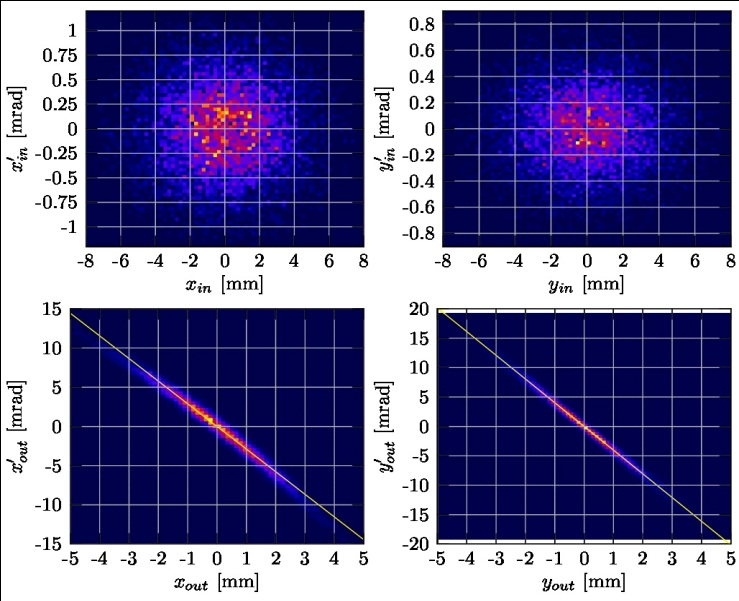 1
0.75
0.5
0.25
0
-0.25
-0.5
-0.75
-1
x′in [mrad]
-8 -6 -4 -2 0 2 4 6 8
xin [mm]
0.8
0.6
0.4
0.2
0
-0.2
-0.4
-0.6
-0.8
y′in [mrad]
-8 -6 -4 -2 0 2 4 6 8
yin [mm]
15
10
5
0
-5
-10
-15
x′out [mrad]
-5 -4 -3 -2 -1 0 1 2 3 4 5
xout [mm]
20
15
10
5
0
-5
-10
-15
-20
y′out [mrad]
-5 -4 -3 -2 -1 0 1 2 3 4 5
yout [mm]